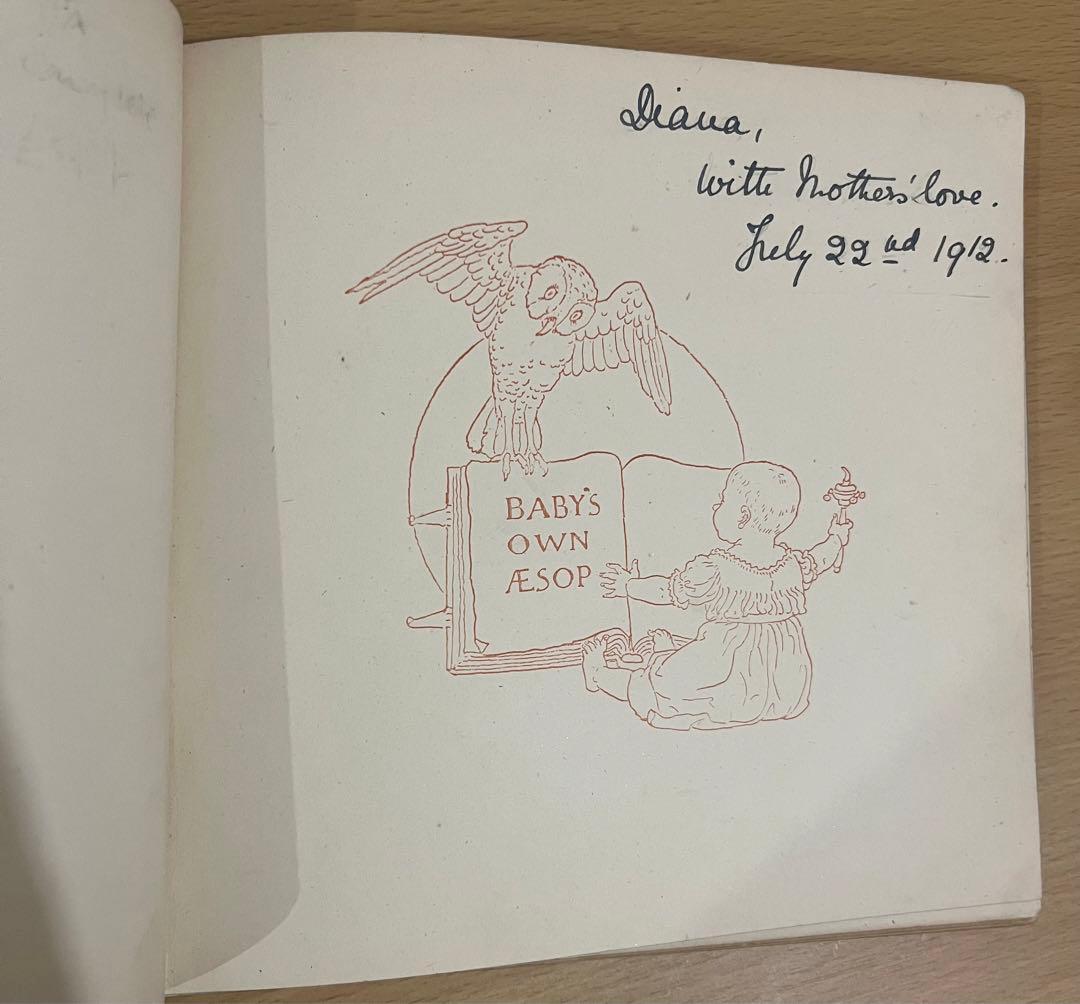 Diana,
with Mothers' love.
July 22nd 1912.
BABY'S
OWN
ÆSOP